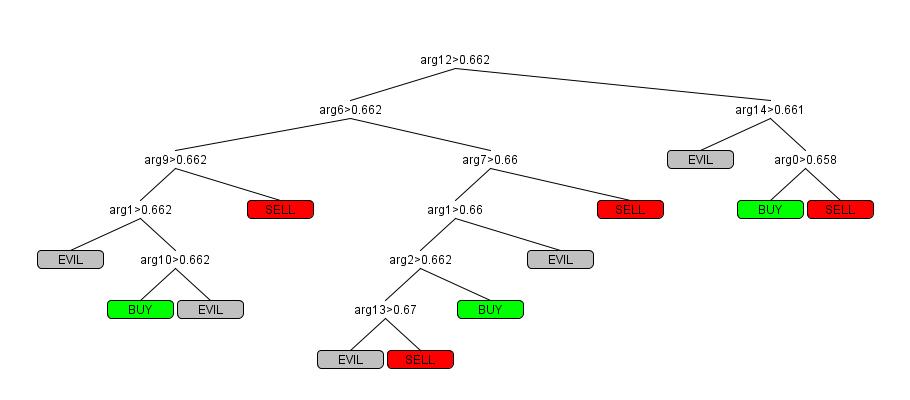 arg12>0.662
arg6>0.662
arg14>0.661
arg9>0.662
arg7>0.66
EVIL
arg0>0.658
arg1>0.662
SELL
arg1>0.66
SELL
BUY
SELL
EVIL
arg10>0.662
arg2>0.662
EVIL
BUY
EVIL
arg13>0.67
BUY
EVIL
SELL